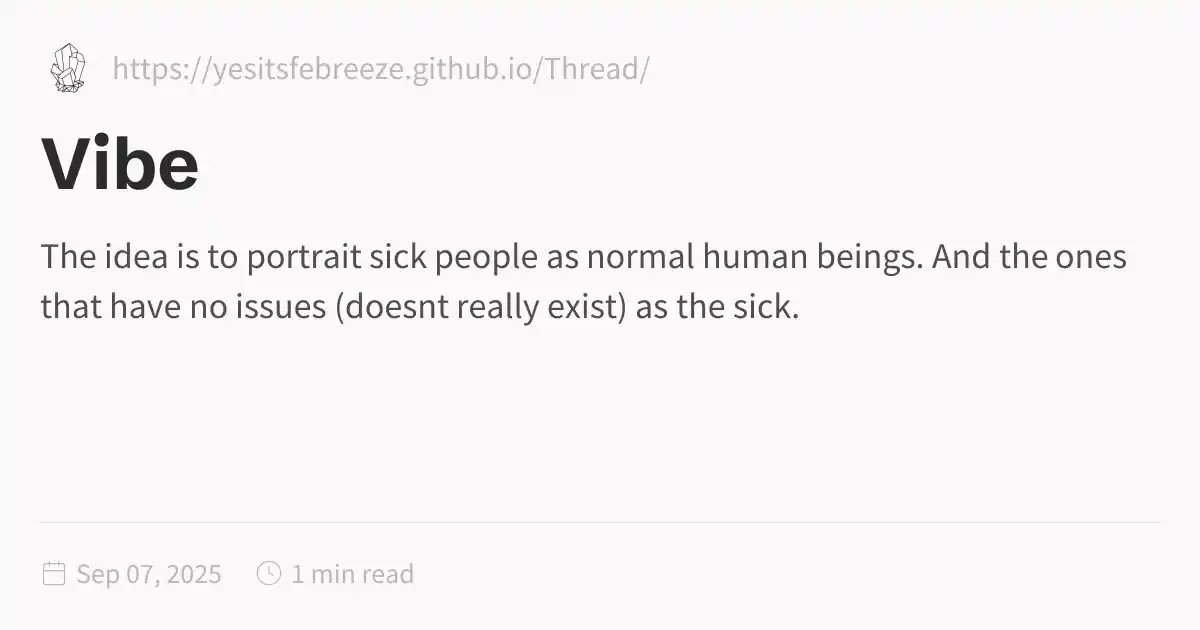 https://yesitsfebreeze.github.io/Thread/
Vibe
The idea is to portrait sick people as normal human beings. And the ones
that have no issues (doesnt really exist) as the sick.
Sep 07, 2025 1 min read